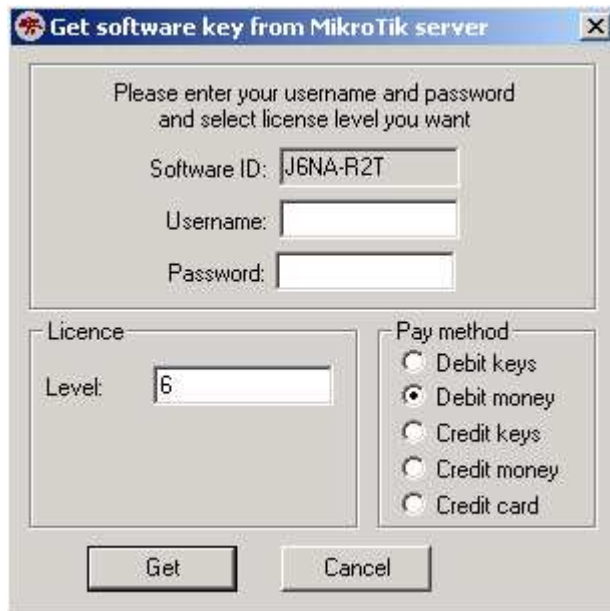 Get software key from MikroTik server
Please enter your username and password
and select license level you want
Software ID: J6NA-R2T
Username:
Password:
Licence
Level: 6
Pay method
Debit keys
Debit money
Credit keys
Credit money
Credit card
Get
Cancel